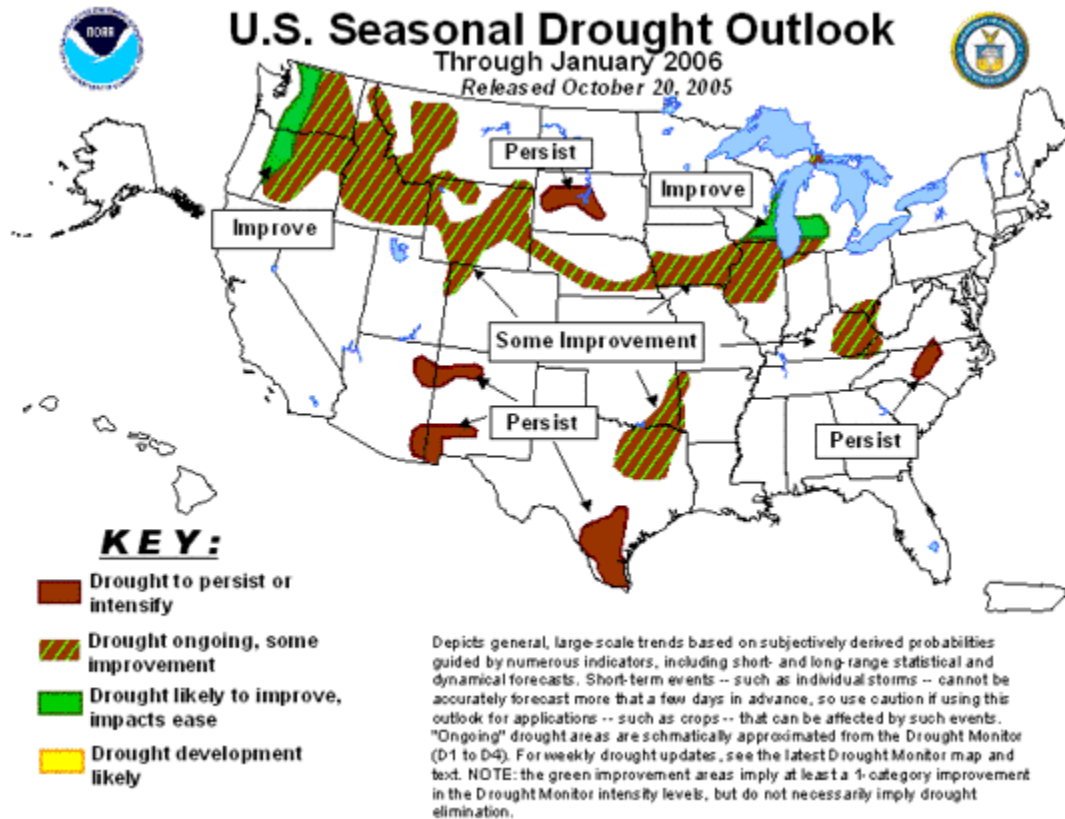 NOAA
U.S. Seasonal Drought Outlook
Through January 2006
Released October 20, 2005
Persist
Improve
Improve
Some Improvement
Persist
Persist
KEY:
Drought to persist or
intensify
Drought ongoing, some
improvement
Drought likely to improve,
impacts ease
Drought development
likely
Depicts general, large-scale trends based on subjectively derived probabilities
guided by numerous indicators, including short- and long-range statistical and
dynamical forecasts. Short-term events -- such as individual storms -- cannot be
accurately forecast more that a few days in advance, so use caution if using this
outlook for applications -- such as crops -- that can be affected by such events.
"Ongoing" drought areas are schmatically approximated from the Drought Monitor
(D1 to D4). For weekly drought updates, see the latest Drought Monitor map and
text. NOTE: the green improvement areas imply at least a 1-category improvement
in the Drought Monitor intensity levels, but do not necessarily imply drought
elimination.